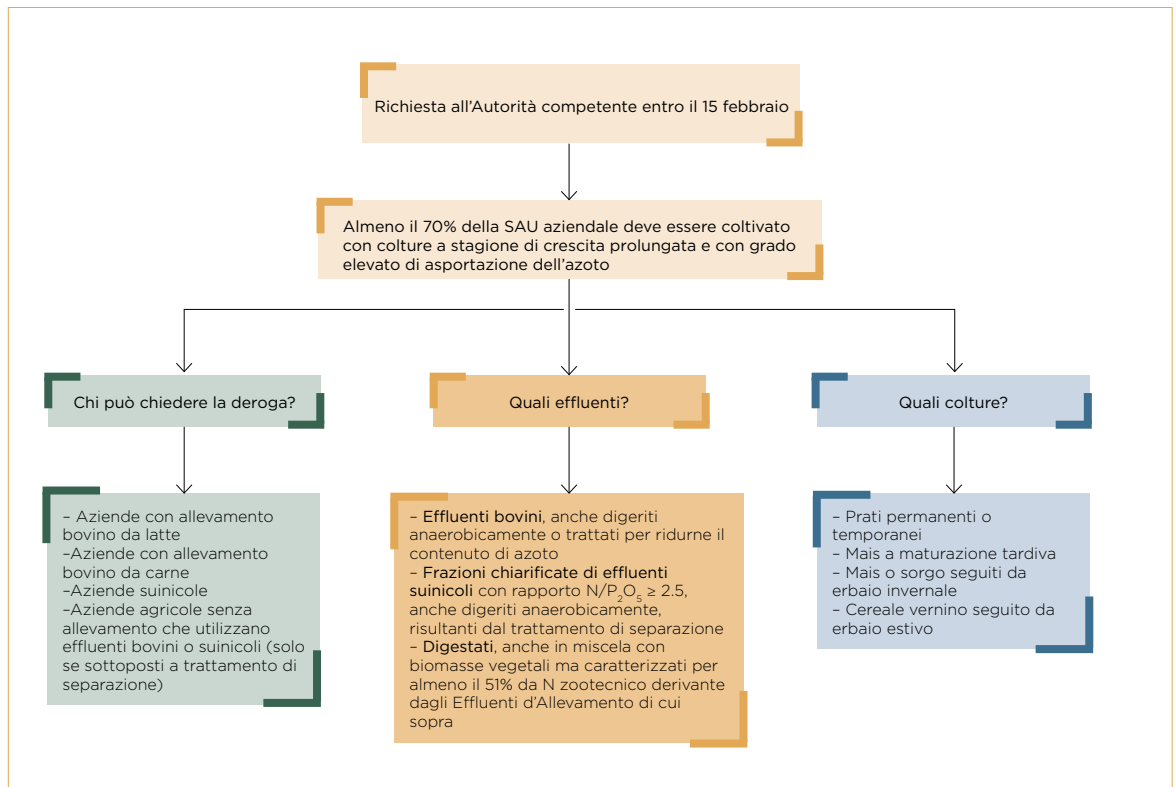 Richiesta all'Autorità competente entro il 15 febbraio
Almeno il 70% della SAU aziendale deve essere coltivato
con colture a stagione di crescita prolungata e con grado
elevato di asportazione dell'azoto
Chi può chiedere la deroga?
Quali effluenti?
Quali colture?
– Aziende con allevamento
bovino da latte
–Aziende con allevamento
bovino da carne
–Aziende suinicole
–Aziende agricole senza
allevamento che utilizzano
effluenti bovini o suinicoli (solo
se sottoposti a trattamento di
separazione)
– Effluenti bovini, anche digeriti
anaerobicamente o trattati per ridurne il
contenuto di azoto
– Frazioni chiarificate di effluenti
suinicoli con rapporto N/P₂O₅ ≥ 2.5,
anche digeriti anaerobicamente,
risultanti dal trattamento di separazione
– Digestati, anche in miscela con
biomasse vegetali ma caratterizzati per
almeno il 51% da N zootecnico derivante
dagli Effluenti d'Allevamento di cui
sopra
– Prati permanenti o
temporanei
– Mais a maturazione tardiva
– Mais o sorgo seguiti da
erbaio invernale
– Cereale vernino seguito da
erbaio estivo